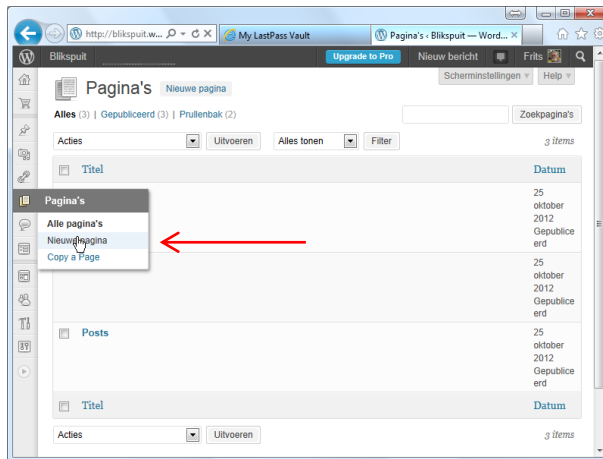 http://blikspuit.w...
My LastPass Vault
Pagina's ‹ Blikspuit — Word...
Blikspuit
Upgrade to Pro
Nieuw bericht
Frits
Scherminstellingen
Help
Pagina's
Nieuwe pagina
Alles (3) | Gepubliceerd (3) | Prullenbak (2)
Zoekpagina's
Acties
Uitvoeren
Alles tonen
Filter
3 items
Titel
Datum
Pagina's
Alle pagina's
Nieuwe pagina
Copy a Page
25
oktober
2012
Gepublice
erd
25
oktober
2012
Gepublice
erd
Posts
25
oktober
2012
Gepublice
erd
Titel
Datum
Acties
Uitvoeren
3 items